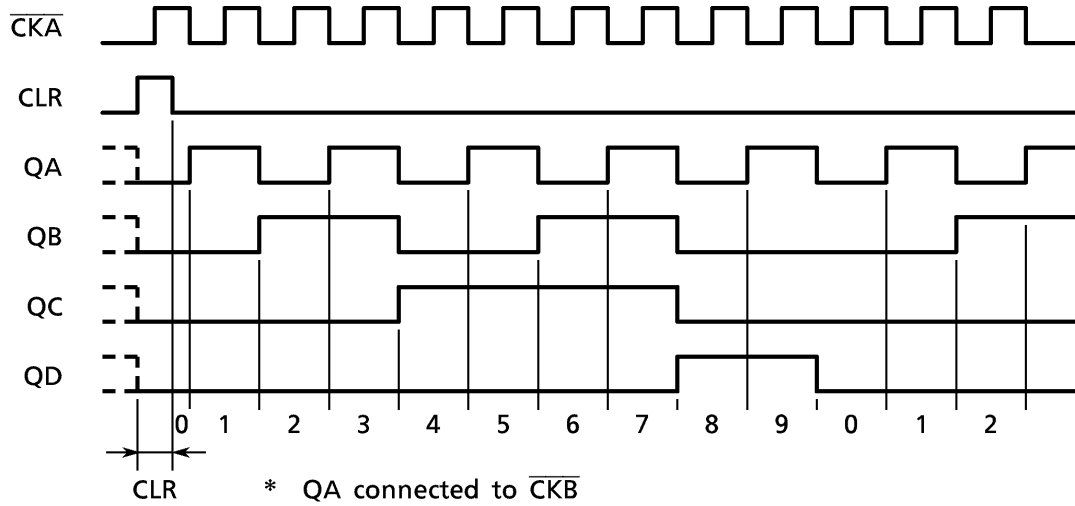 CKA
CLR
QA
QB
QC
QD
0 1 2 3 4 5 6 7 8 9 0 1 2
CLR
* QA connected to CKB